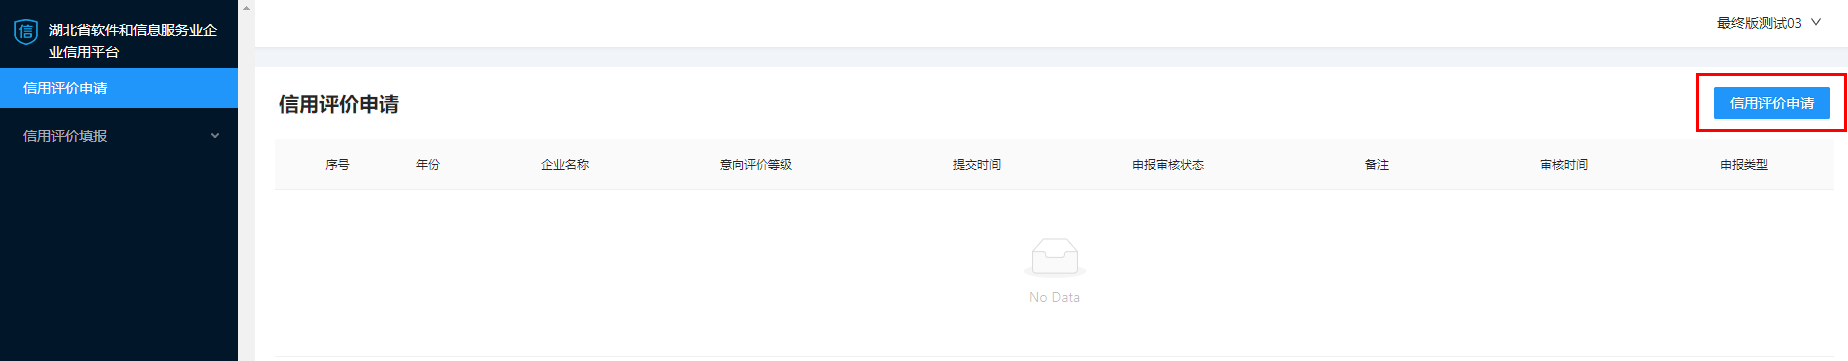 信
湖北省软件和信息服务业企
业信用平台
信用评价申请
信用评价填报
最终版测试03
信用评价申请
信用评价申请
序号 年份 企业名称 意向评价等级 提交时间 申报审核状态 备注 审核时间 申报类型
No Data